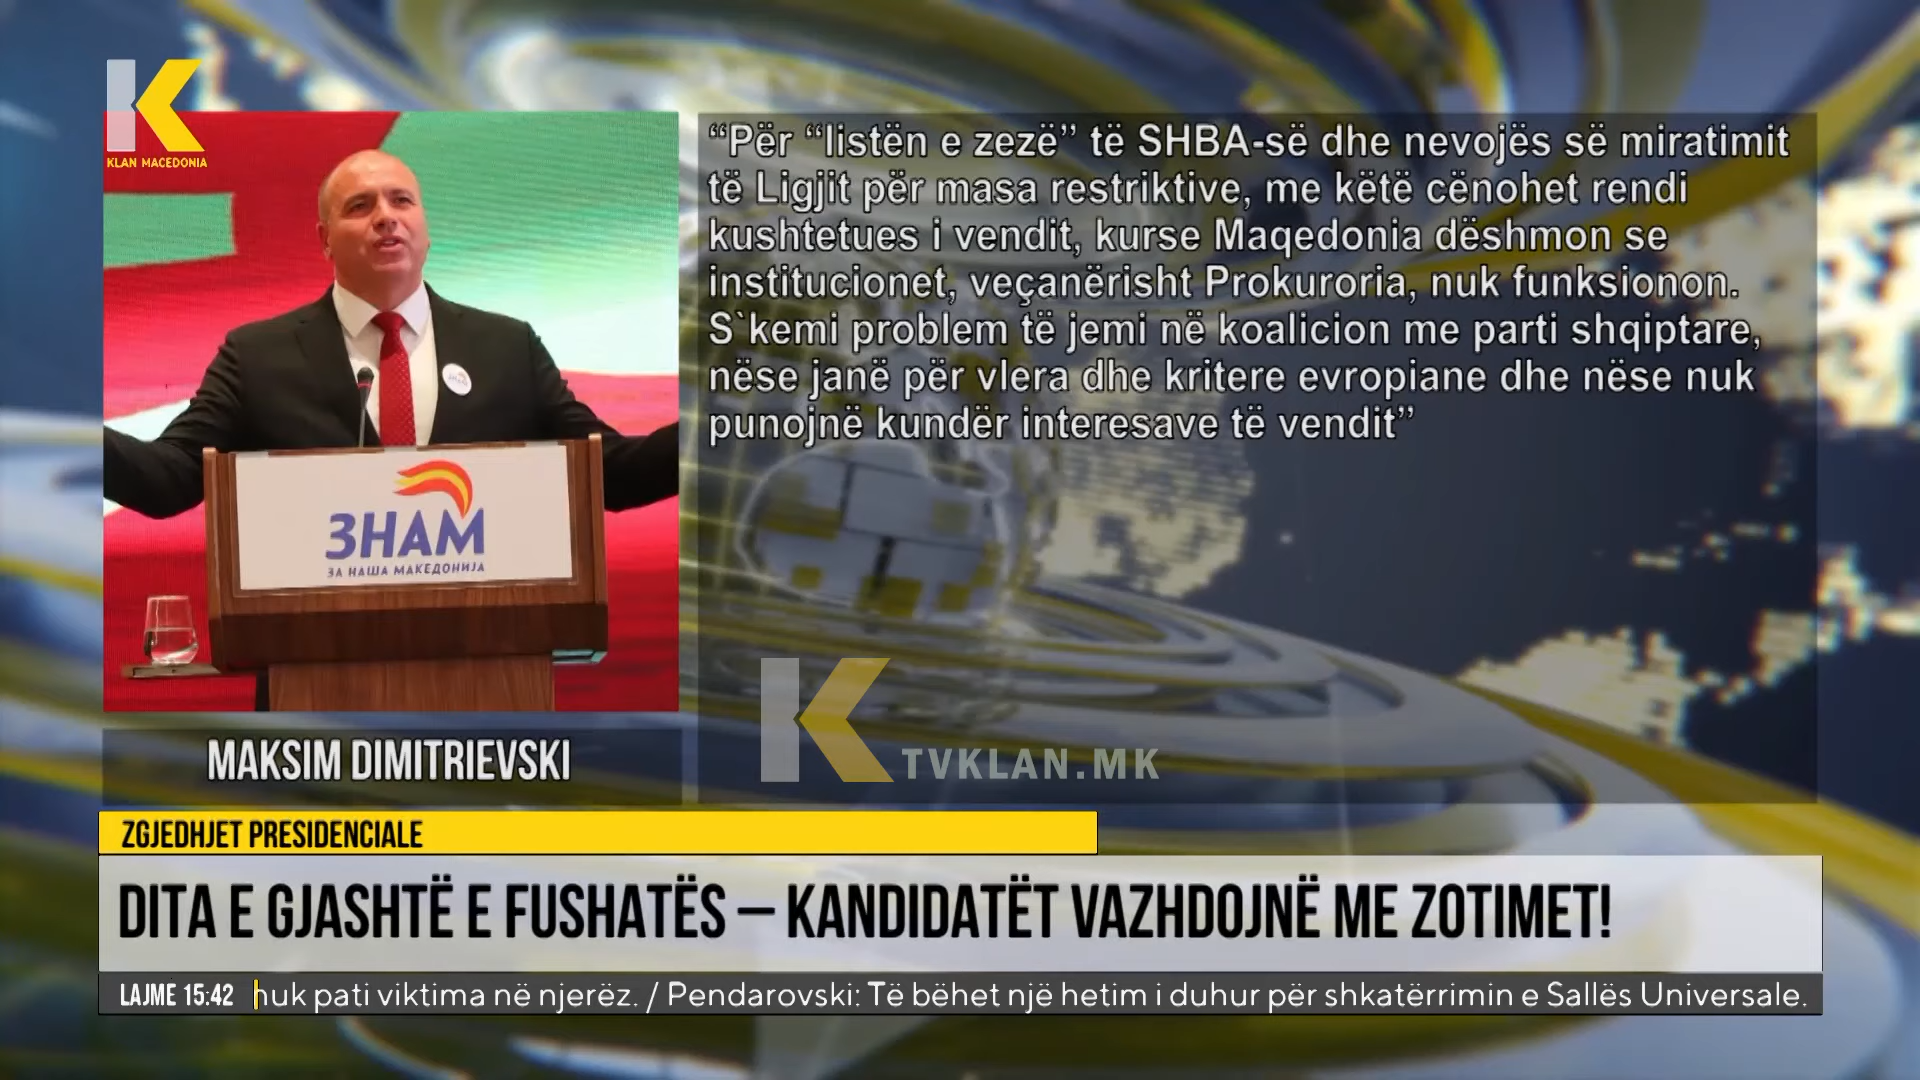 KLAN MACEDONIA
“Për “listën e zezë” të SHBA-së dhe nevojës së miratimit
të Ligjit për masa restriktive, me këtë cënohet rendi
kushtetues i vendit, kurse Maqedonia dëshmon se
institucionet, veçanërisht Prokuroria, nuk funksionon.
S`kemi problem të jemi në koalicion me parti shqiptare,
nëse janë për vlera dhe kritere evropiane dhe nëse nuk
punojnë kundër interesave të vendit”
ЗНАМ
ЗНАМ
ЗА НАША МАКЕДОНИЈА
TVKLAN.MK
MAKSIM DIMITRIEVSKI
ZGJEDHJET PRESIDENCIALE
DITA E GJASHTË E FUSHATËS – KANDIDATËT VAZHDOJNË ME ZOTIMET!
LAJME 15:42 nuk pati viktima në njerëz. / Pendarovski: Të bëhet një hetim i duhur për shkatërrimin e Sallës Universale.